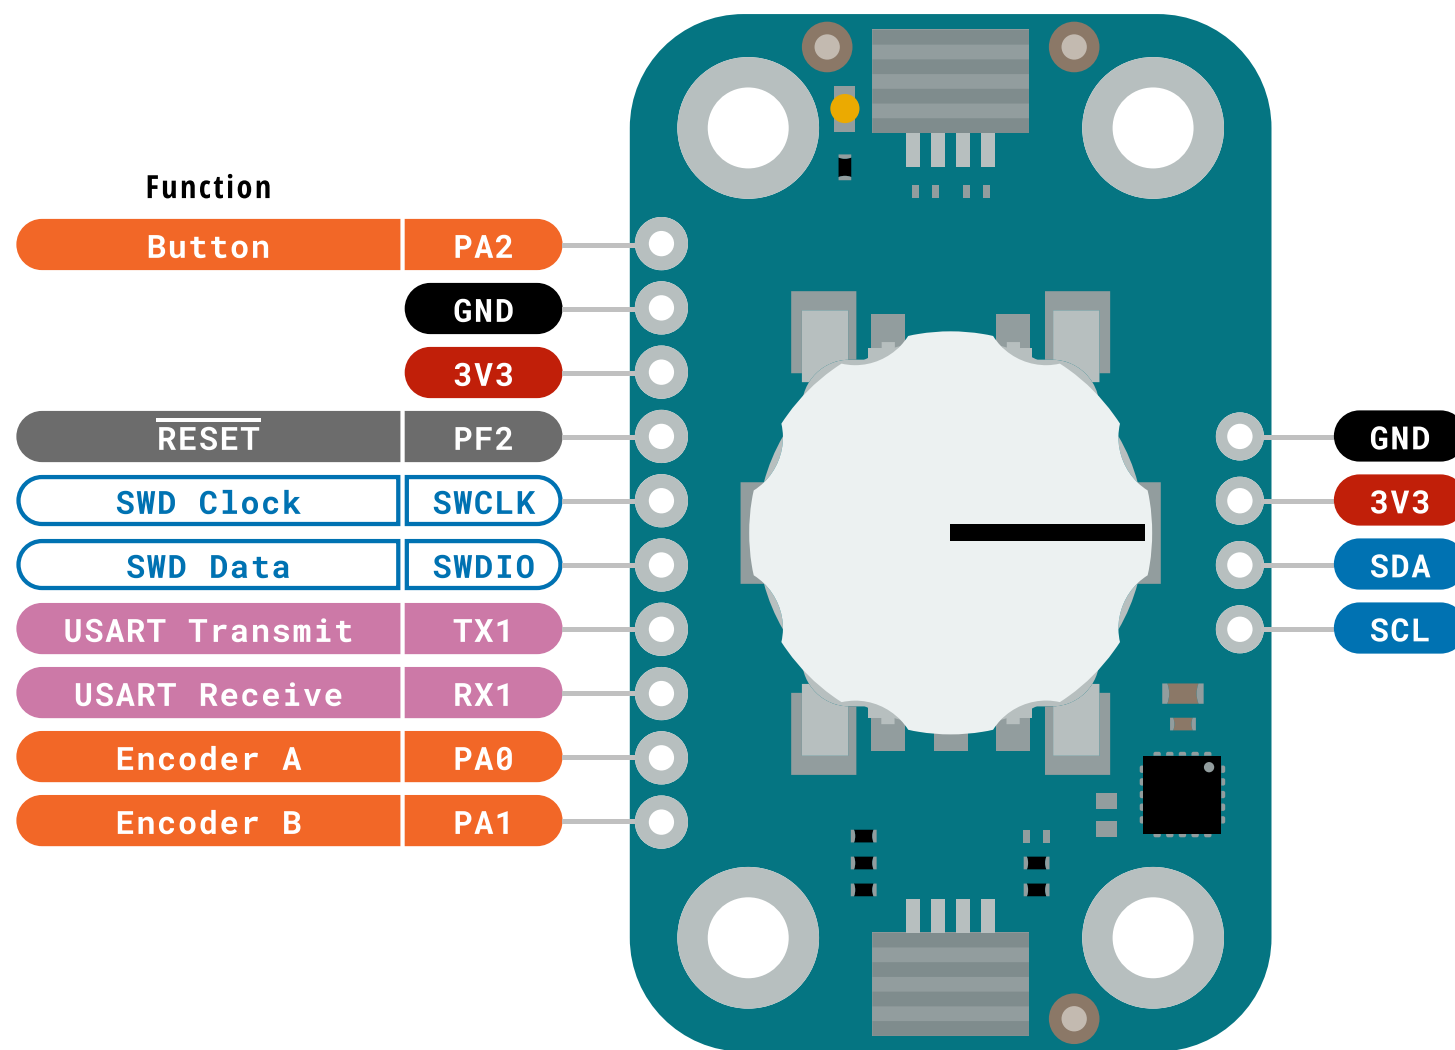 Function
Button PA2
GND
3V3
RESET PF2
GND
SWD Clock SWCLK
3V3
SWD Data SWDIO
SDA
USART Transmit TX1
SCL
USART Receive RX1
Encoder A PA0
Encoder B PA1